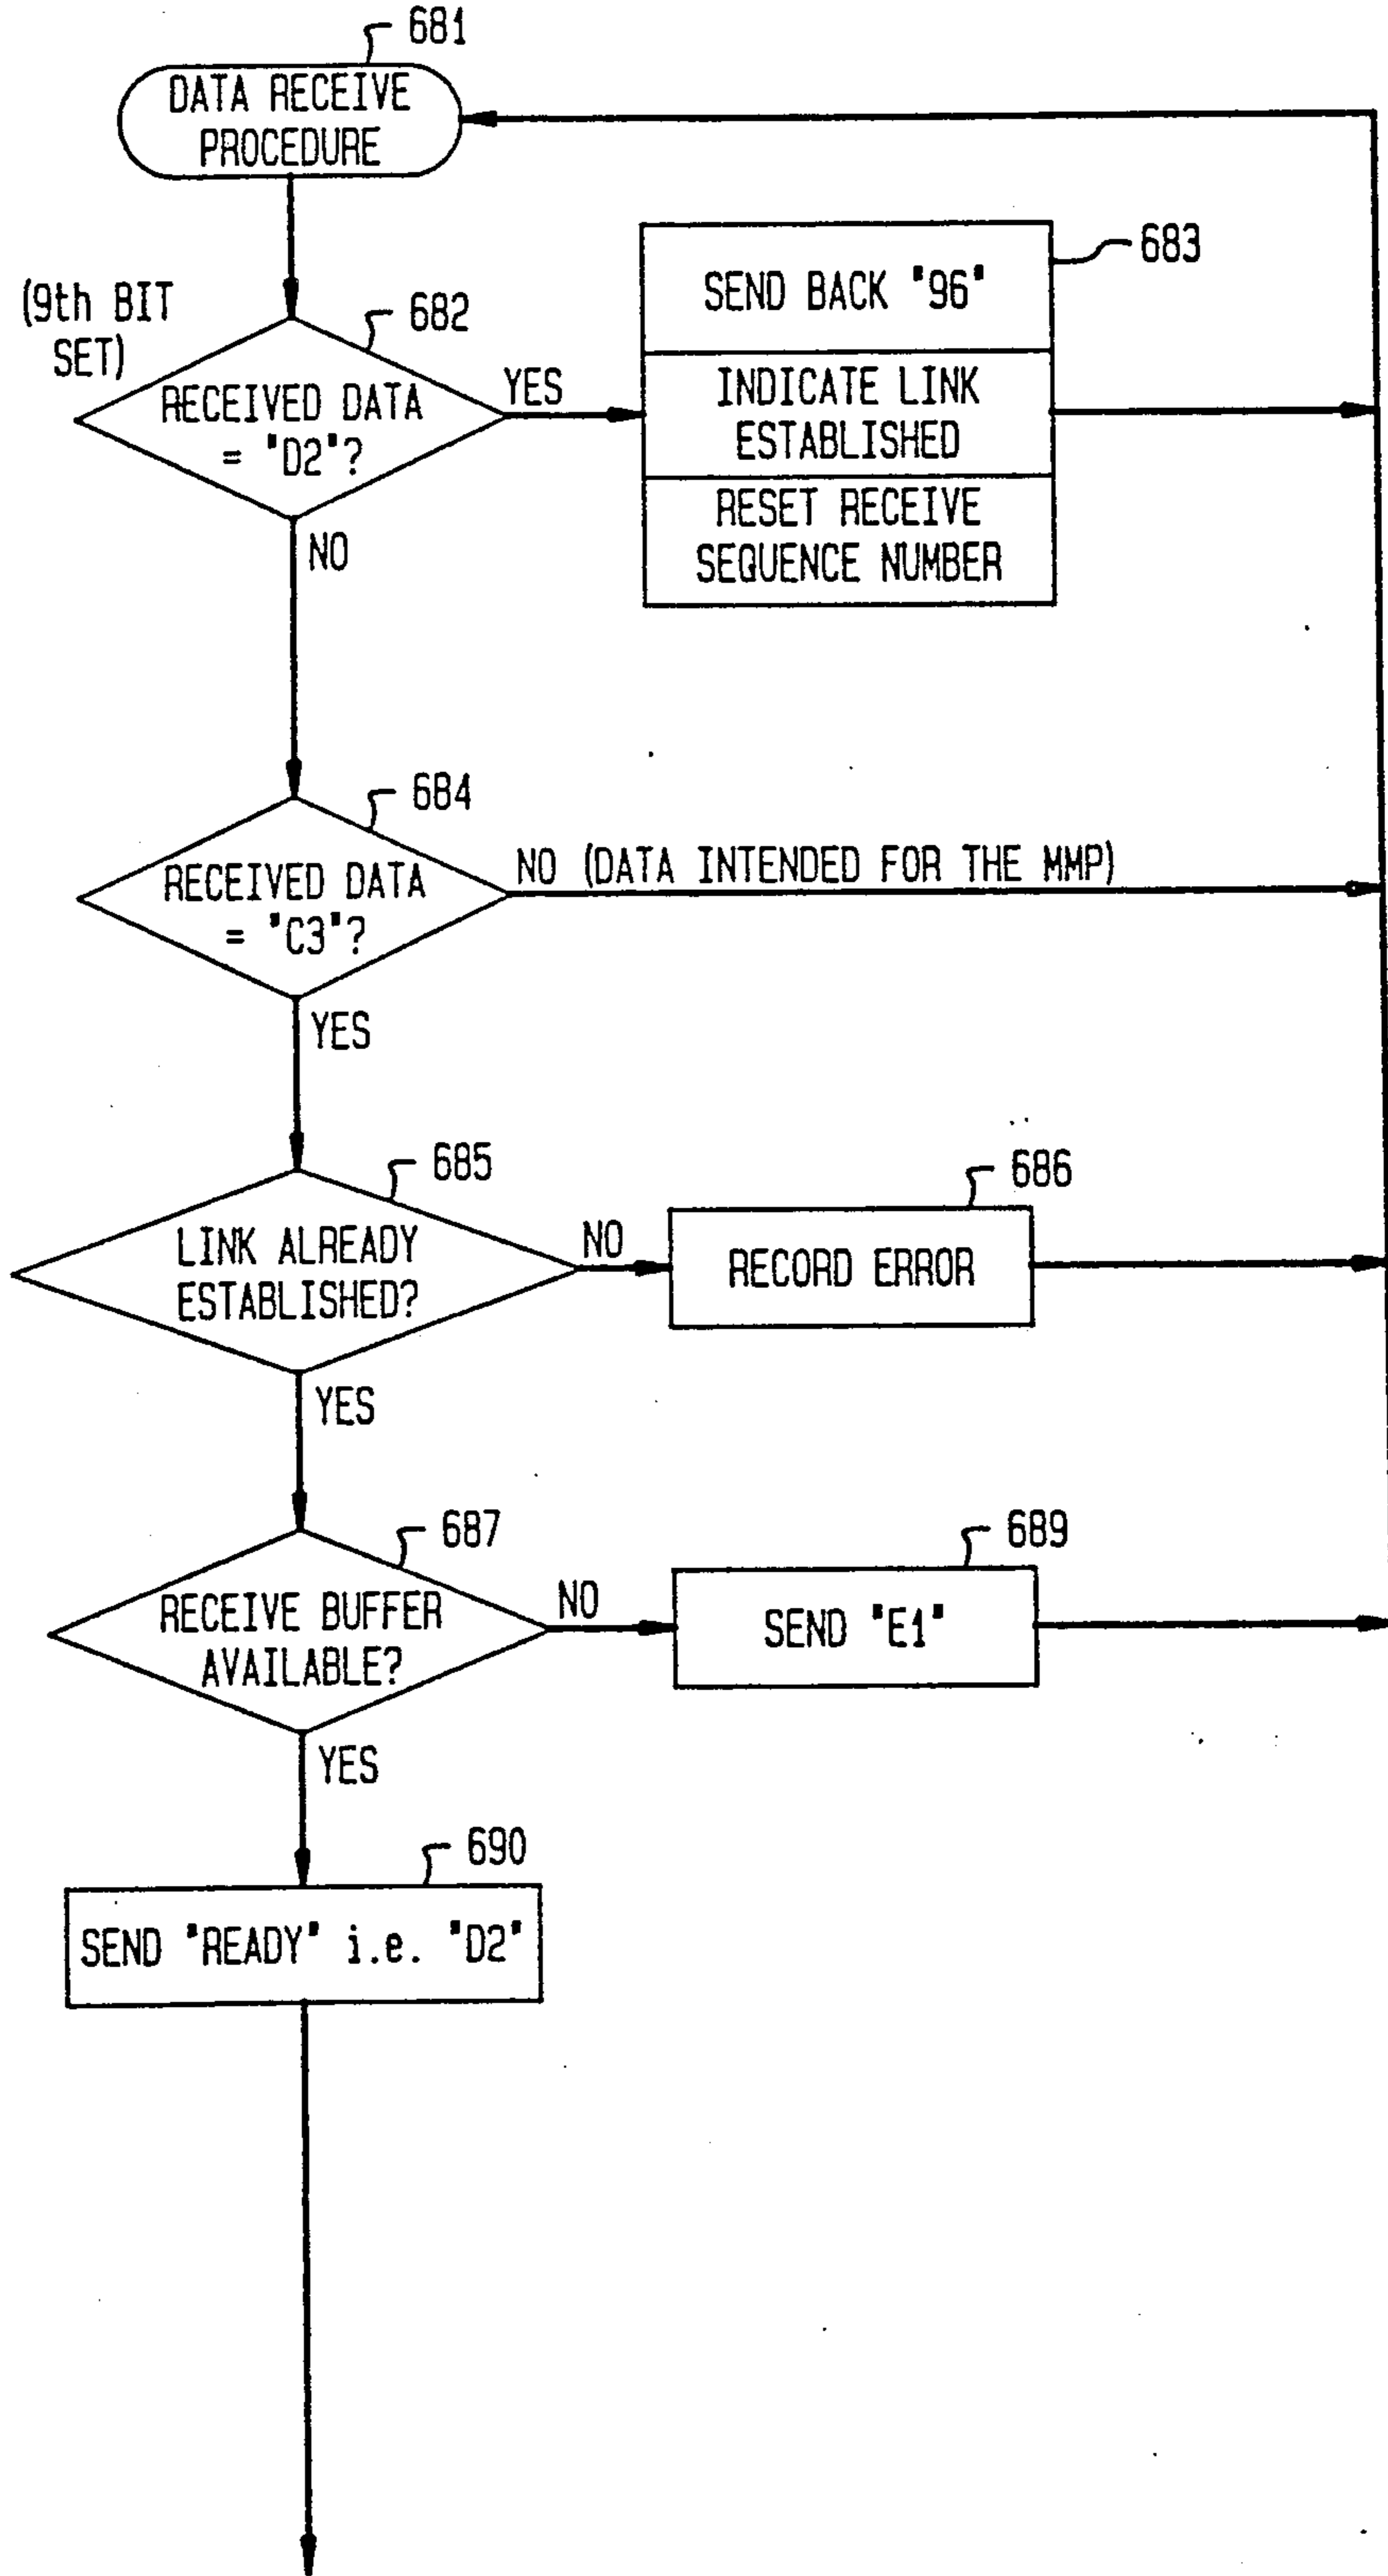 681
DATA RECEIVE
PROCEDURE
(9th BIT
SET)
682
RECEIVED DATA
= "D2"?
YES
683
SEND BACK "96"
INDICATE LINK
ESTABLISHED
RESET RECEIVE
SEQUENCE NUMBER
NO
684
RECEIVED DATA
= "C3"?
NO (DATA INTENDED FOR THE MMP)
YES
685
LINK ALREADY
ESTABLISHED?
NO
686
RECORD ERROR
YES
687
RECEIVE BUFFER
AVAILABLE?
NO
689
SEND "E1"
YES
690
SEND "READY" i.e. "D2"